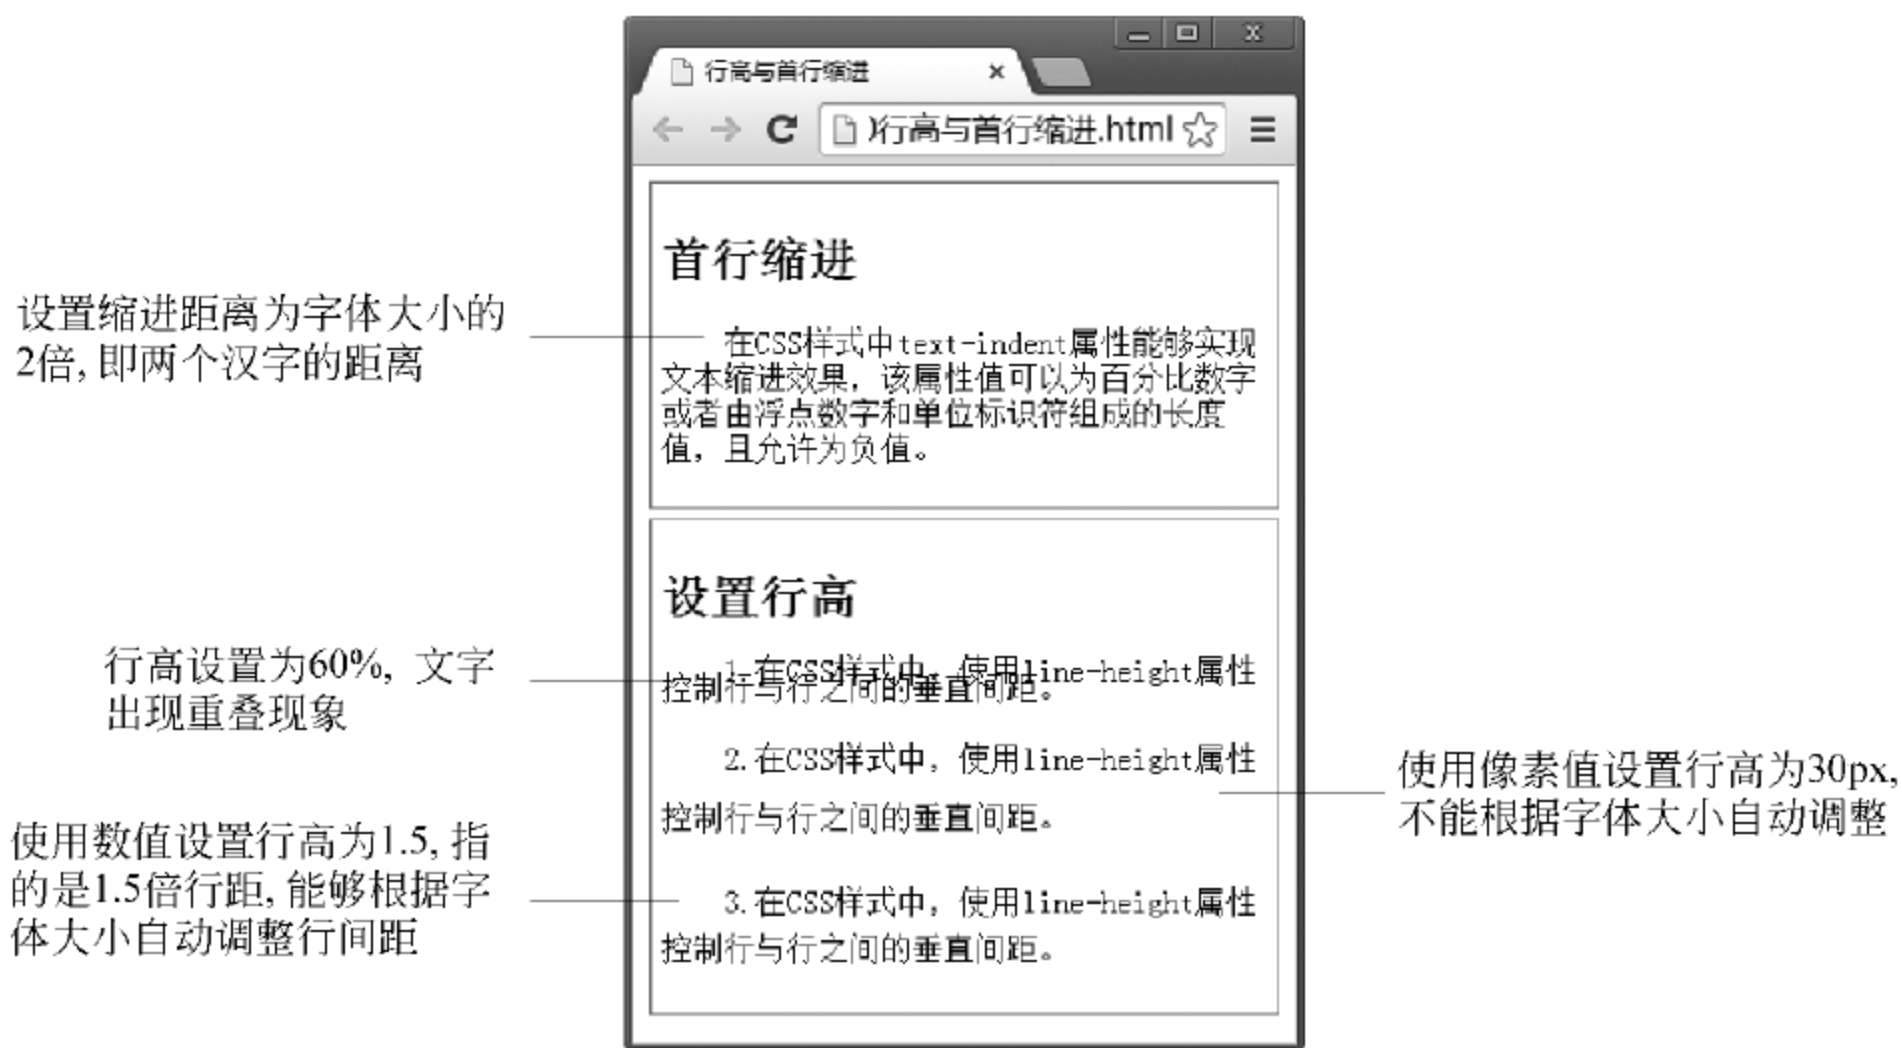 行高与首行缩进
)行高与首行缩进.html
首行缩进
设置缩进距离为字体大小的
2倍, 即两个汉字的距离
在CSS样式中text-indent属性能够实现
文本缩进效果，该属性值可以为百分比数字
或者由浮点数字和单位标识符组成的长度
值，且允许为负值。
设置行高
行高设置为60%, 文字
出现重叠现象
1.在CSS样式中，使用line-height属性
控制行与行之间的垂直间距。
2.在CSS样式中，使用line-height属性
控制行与行之间的垂直间距。
使用像素值设置行高为30px,
不能根据字体大小自动调整
使用数值设置行高为1.5, 指
的是1.5倍行距, 能够根据字
体大小自动调整行间距
3.在CSS样式中，使用line-height属性
控制行与行之间的垂直间距。